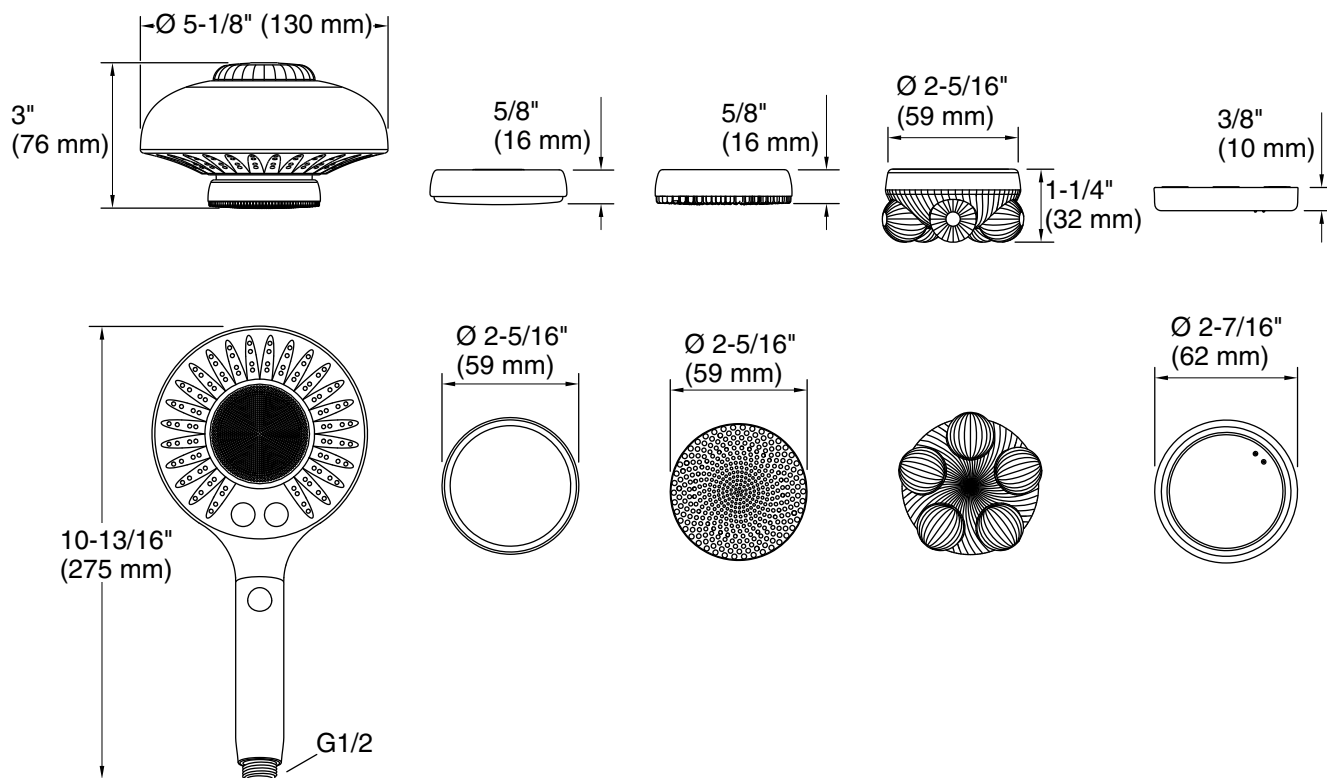 Ø 5-1/8" (130 mm)
3"
(76 mm)
5/8"
(16 mm)
5/8"
(16 mm)
Ø 2-5/16"
(59 mm)
1-1/4"
(32 mm)
3/8"
(10 mm)
Ø 2-5/16"
(59 mm)
Ø 2-5/16"
(59 mm)
Ø 2-7/16"
(62 mm)
10-13/16"
(275 mm)
G1/2